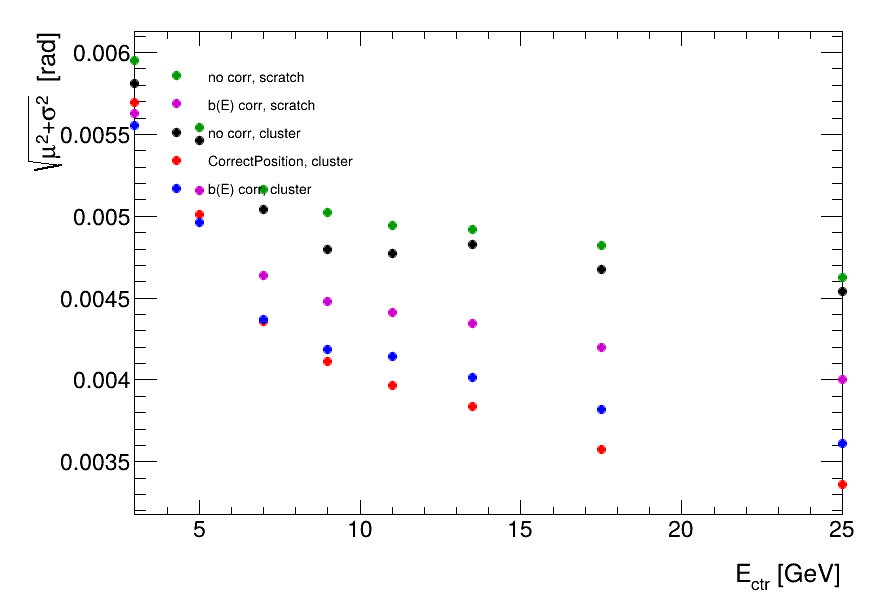 √μ²+σ² [rad]
0.006
0.0055
0.005
0.0045
0.004
0.0035
no corr, scratch
b(E) corr, scratch
no corr, cluster
CorrectPosition, cluster
b(E) corr, cluster
5 10 15 20 25
E_ctr [GeV]